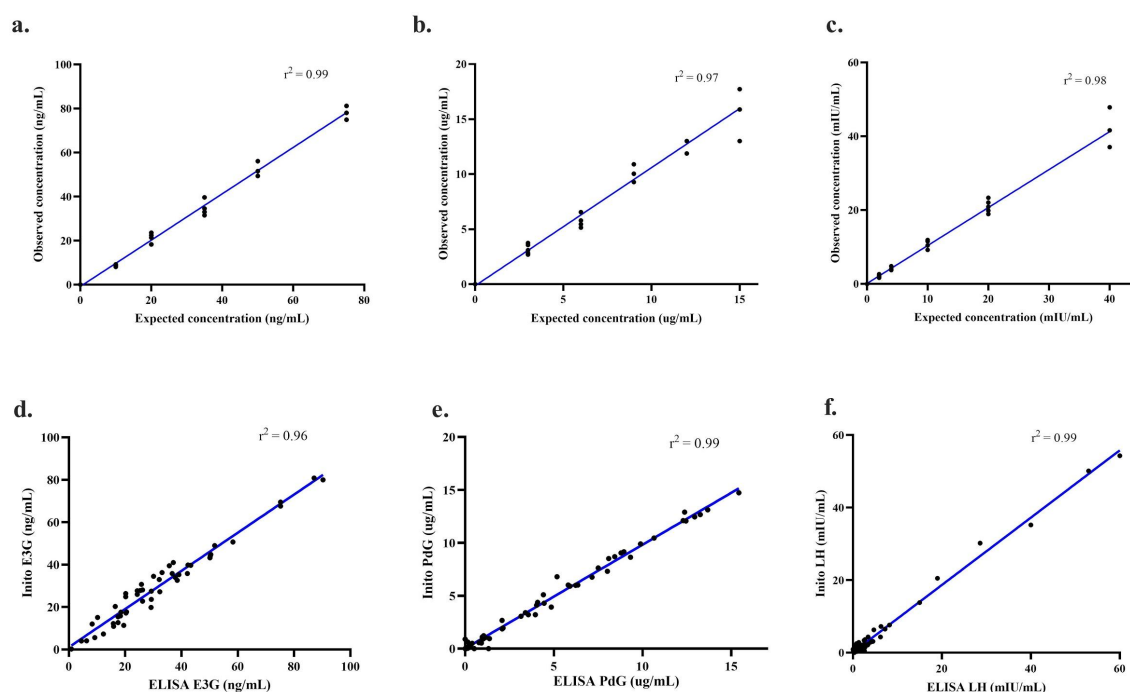 a.
r² = 0.99
Observed concentration (ng/mL)
100
80
60
40
20
0
0 20 40 60 80
Expected concentration (ng/mL)
b.
r² = 0.97
Observed concentration (ug/mL)
20
15
10
5
0
0 5 10 15
Expected concentration (ug/mL)
c.
r² = 0.98
Observed concentration (mIU/mL)
60
40
20
0
0 10 20 30 40
Expected concentration (mIU/mL)
d.
r² = 0.96
Inito E3G (ng/mL)
100
80
60
40
20
0
0 20 40 60 80 100
ELISA E3G (ng/mL)
e.
r² = 0.99
Inito PdG (ug/mL)
20
15
10
5
0
0 5 10 15
ELISA PdG (ug/mL)
f.
r² = 0.99
Inito LH (mIU/mL)
60
40
20
0
0 20 40 60
ELISA LH (mIU/mL)